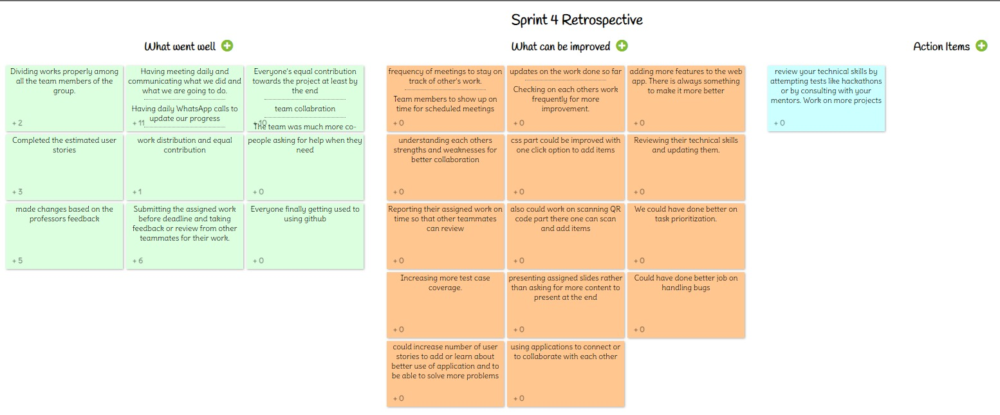 Sprint 4 Retrospective
What went well
What can be improved
Action Items
Dividing works properly among
all the team members of the
group.
+ 2
Having meeting daily and
communicating what we did and
what we are going to do.
Having daily WhatsApp calls to
update our progress
+ 11
Everyone's equal contribution
towards the project at least by
the end
team collabration
The team was much more co-
+ 10
Completed the estimated user
stories
+ 3
work distribution and equal
contribution
+ 1
people asking for help when they
need
+ 0
made changes based on the
professors feedback
+ 5
Submitting the assigned work
before deadline and taking
feedback or review from other
teammates for their work.
+ 6
Everyone finally getting used to
using github
+ 0
frequency of meetings to stay on
track of other's work.
Team members to show up on
time for scheduled meetings
+ 0
updates on the work done so far
Checking on each others work
frequently for more
improvement.
+ 0
adding more features to the web
app. There is always something
to make it more better
+ 0
understanding each others
strengths and weaknesses for
better collaboration
+ 0
css part could be improved with
one click option to add items
+ 0
Reviewing their technical skills
and updating them.
+ 0
Reporting their assigned work on
time so that other teammates
can review
+ 0
also could work on scanning QR
code part there one can scan
and add items
+ 0
We could have done better on
task prioritization.
+ 0
Increasing more test case
coverage.
+ 0
presenting assigned slides rather
than asking for more content to
present at the end
+ 0
Could have done better job on
handling bugs
+ 0
could increase number of user
stories to add or learn about
better use of application and to
be able to solve more problems
+ 0
using applications to connect or
to collaborate with each other
+ 0
review your technical skills by
attempting tests like hackathons
or by consulting with your
mentors. Work on more projects
+ 0